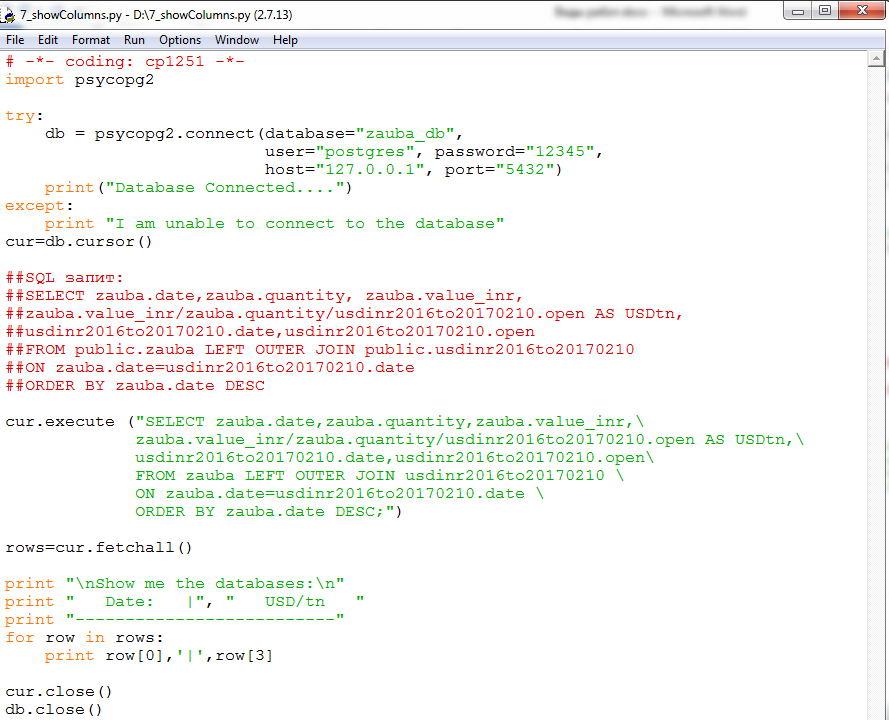 7_showColumns.py - D:\7_showColumns.py (2.7.13)
File Edit Format Run Options Window Help
# -*- coding: cp1251 -*-
import psycopg2

try:
    db = psycopg2.connect(database="zauba_db",
                          user="postgres", password="12345",
                          host="127.0.0.1", port="5432")
    print("Database Connected....")
except:
    print "I am unable to connect to the database"
cur=db.cursor()

##SQL запит:
##SELECT zauba.date,zauba.quantity, zauba.value_inr,
##zauba.value_inr/zauba.quantity/usdinr2016to20170210.open AS USDtn,
##usdinr2016to20170210.date,usdinr2016to20170210.open
##FROM public.zauba LEFT OUTER JOIN public.usdinr2016to20170210
##ON zauba.date=usdinr2016to20170210.date
##ORDER BY zauba.date DESC

cur.execute ("SELECT zauba.date,zauba.quantity,zauba.value_inr,\
             zauba.value_inr/zauba.quantity/usdinr2016to20170210.open AS USDtn,\
             usdinr2016to20170210.date,usdinr2016to20170210.open\
             FROM zauba LEFT OUTER JOIN usdinr2016to20170210 \
             ON zauba.date=usdinr2016to20170210.date \
             ORDER BY zauba.date DESC;")

rows=cur.fetchall()

print "\nShow me the databases:\n"
print "   Date:   |", "   USD/tn   "
print "--------------------------"
for row in rows:
    print row[0],'|',row[3]

cur.close()
db.close()